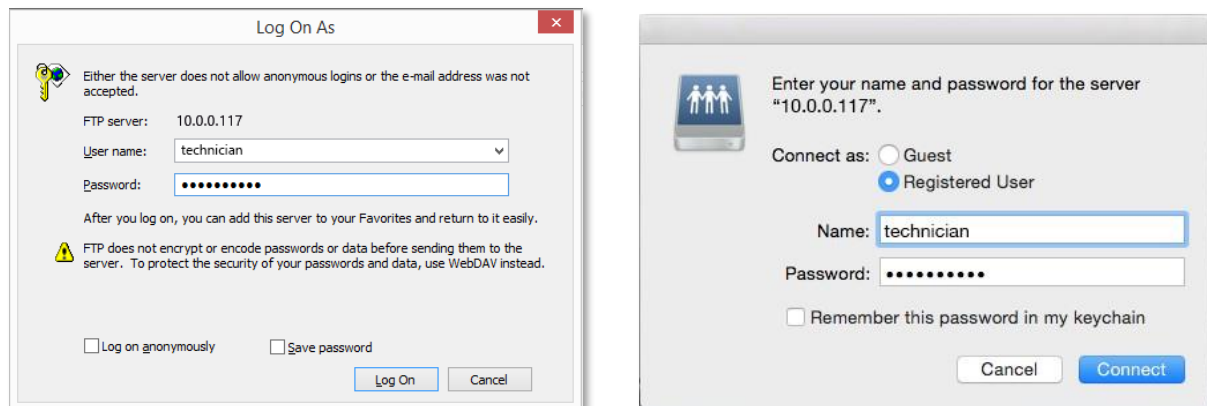 Log On As
Either the server does not allow anonymous logins or the e-mail address was not
accepted.
FTP server: 10.0.0.117
User name: technician
Password: ••••••••••
After you log on, you can add this server to your Favorites and return to it easily.
FTP does not encrypt or encode passwords or data before sending them to the
server. To protect the security of your passwords and data, use WebDAV instead.
Log on anonymously Save password
Log On Cancel
Enter your name and password for the server
“10.0.0.117”.
Connect as: Guest
Registered User
Name: technician
Password: ••••••••••
Remember this password in my keychain
Cancel Connect